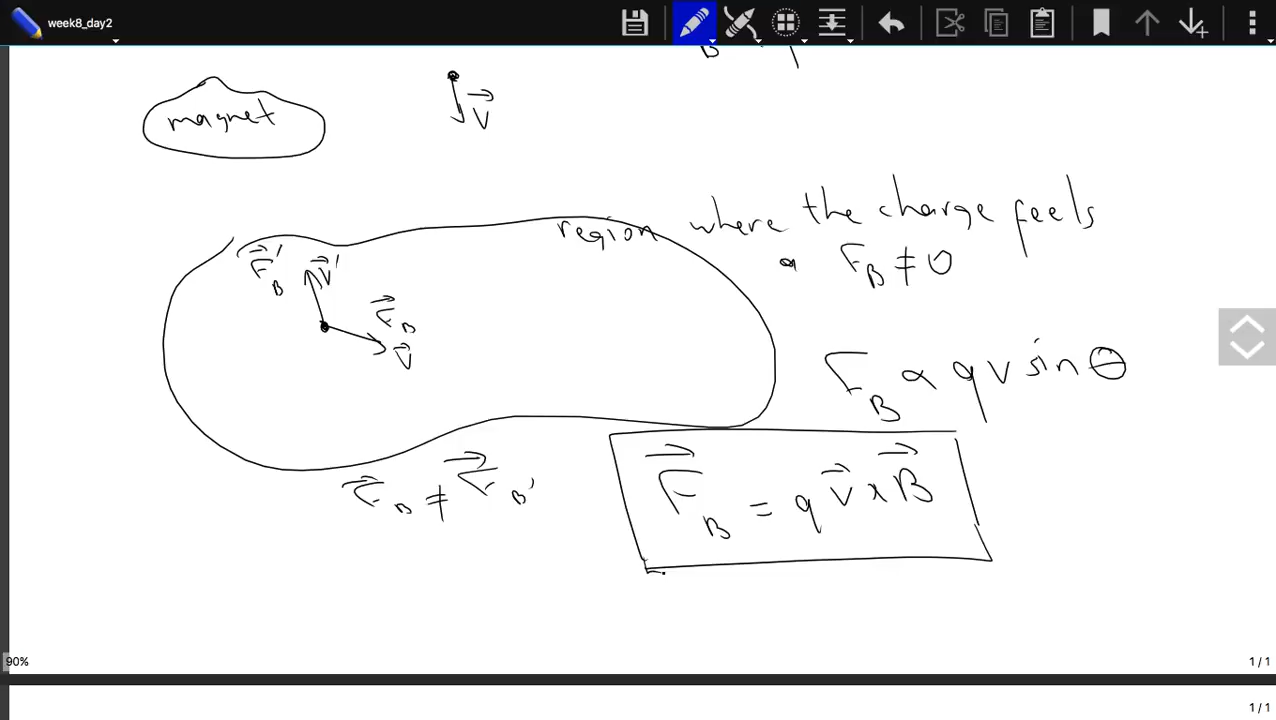 week8_day2
B
magnet
V⃗
region where the charge feels
a F_B ≠ 0
F⃗_B' V⃗'
F⃗_B
V⃗
F_B ∝ qv sin θ
F⃗_B ≠ F⃗_B'
F⃗_B = q v⃗ x B⃗
90%
1 / 1
1 / 1